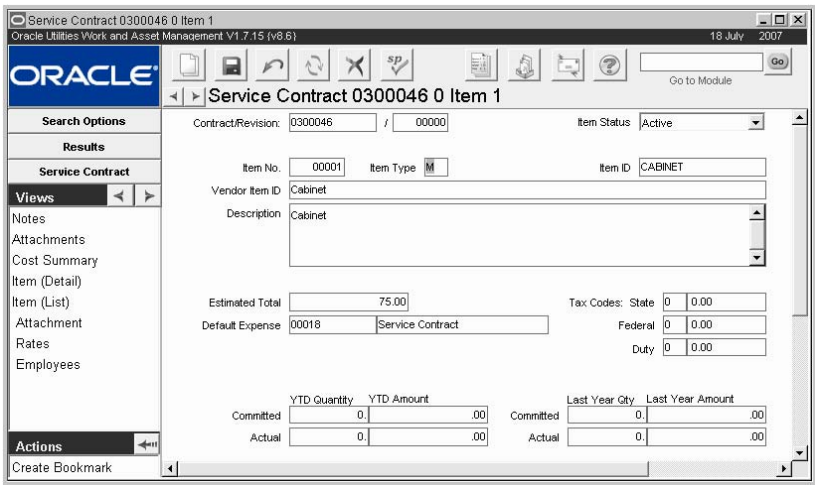 Service Contract 0300046 0 Item 1
Oracle Utilities Work and Asset Management V1.7.15 (v8.6)
18 July 2007
ORACLE®
sp
Go
Go to Module
Service Contract 0300046 0 Item 1
Search Options
Results
Service Contract
Views
Notes
Attachments
Cost Summary
Item (Detail)
Item (List)
Attachment
Rates
Employees
Actions
Create Bookmark
Contract/Revision: 0300046 / 00000 Item Status Active
Item No. 00001 Item Type M Item ID CABINET
Vendor Item ID Cabinet
Description Cabinet
Estimated Total 75.00 Tax Codes: State 0 0.00
Default Expense 00018 Service Contract Federal 0 0.00
Duty 0 0.00
YTD Quantity YTD Amount Last Year Qty Last Year Amount
Committed 0. .00 Committed 0. .00
Actual 0. .00 Actual 0. .00